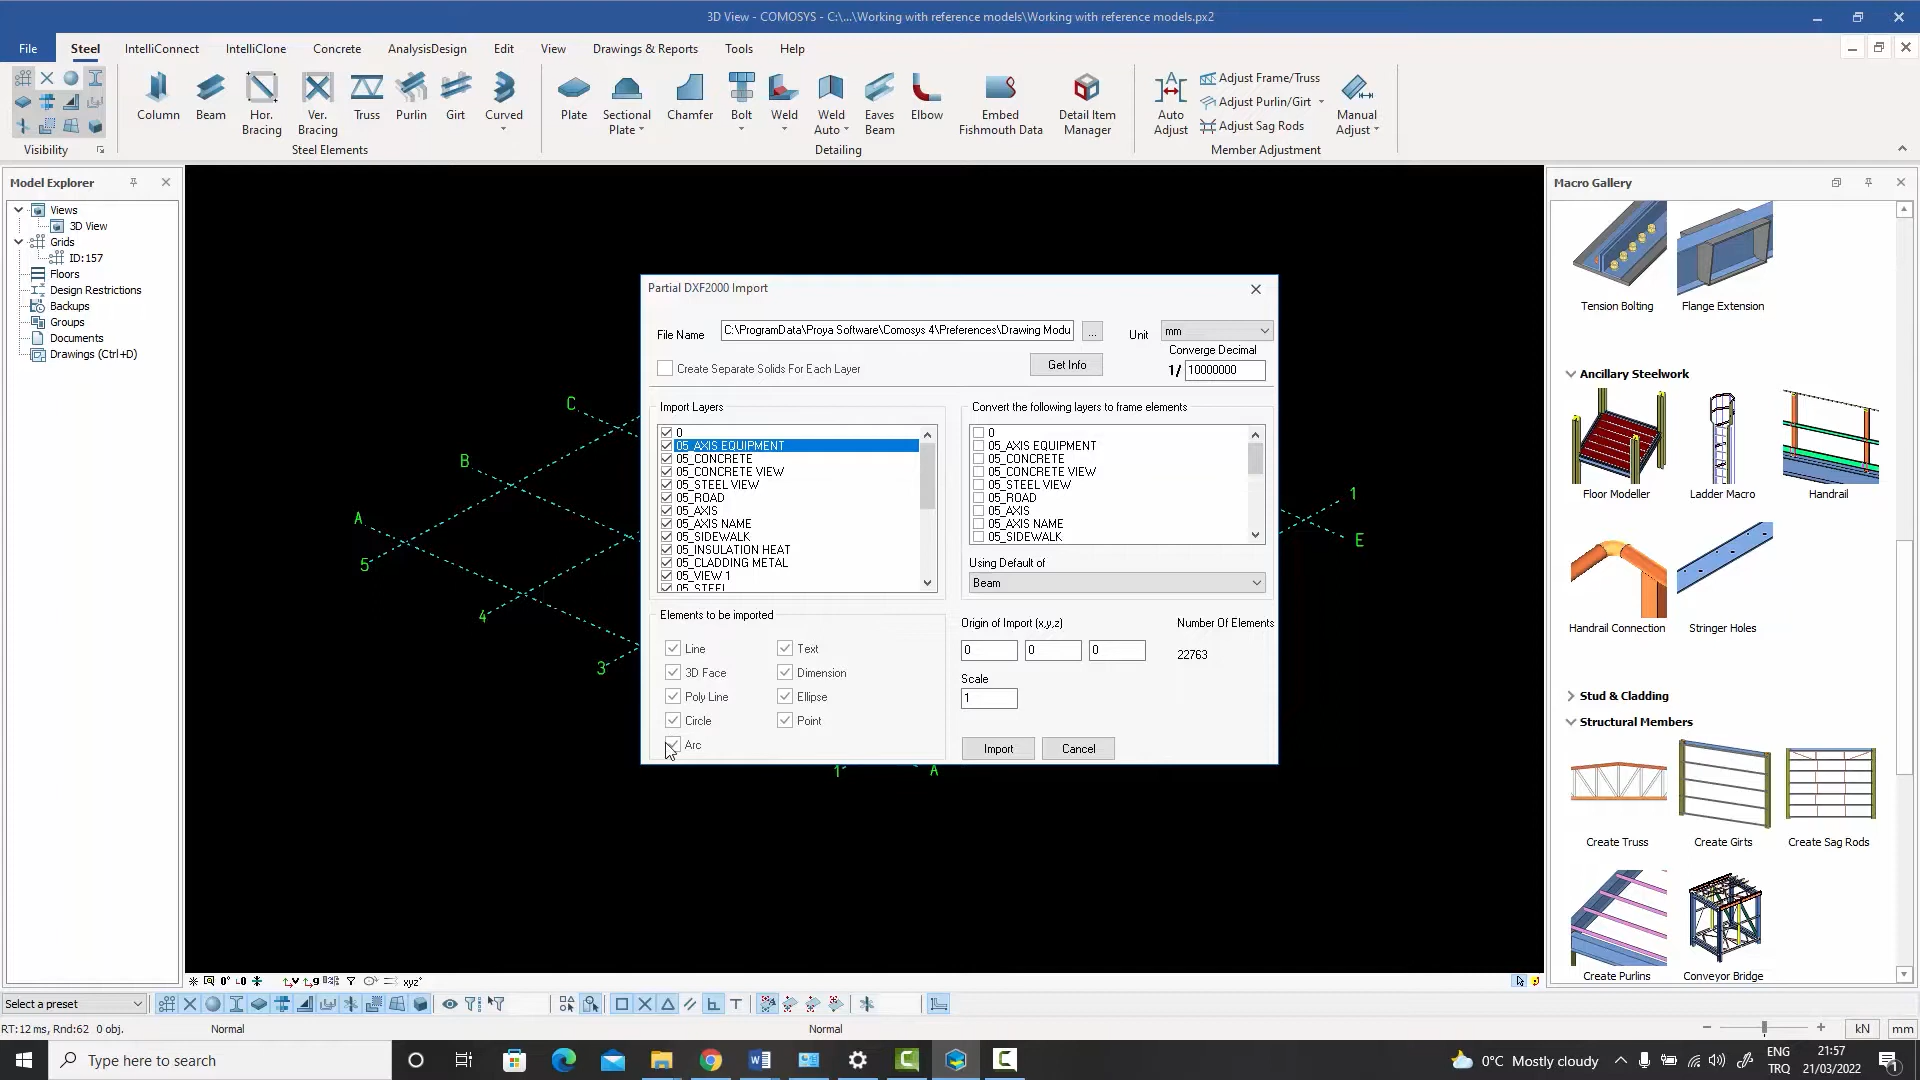 3D View - COMOSYS - C:\...\Working with reference models\Working with reference models.px2
File Steel IntelliConnect IntelliClone Concrete AnalysisDesign Edit View Drawings & Reports Tools Help
Column Beam Hor. Bracing Ver. Bracing Truss Purlin Girt Curved
Plate Sectional Plate Chamfer Bolt Weld Weld Auto Eaves Beam Elbow Embed Fishmouth Data Detail Item Manager
Auto Adjust Adjust Frame/Truss Adjust Purlin/Girt Adjust Sag Rods Manual Adjust
Visibility Steel Elements Detailing Member Adjustment
Model Explorer
Views
3D View
Grids
ID:157
Floors
Design Restrictions
Backups
Groups
Documents
Drawings (Ctrl+D)
C
B
A
5
4
3
1
E
1
A
Partial DXF2000 Import
File Name C:\ProgramData\Proya Software\Comosys 4\Preferences\Drawing Modu ... Unit mm
Converge Decimal
Create Separate Solids For Each Layer Get Info 1/ 10000000
Import Layers
0
05_AXIS EQUIPMENT
05_CONCRETE
05_CONCRETE VIEW
05_STEEL VIEW
05_ROAD
05_AXIS
05_AXIS NAME
05_SIDEWALK
05_INSULATION HEAT
05_CLADDING METAL
05_VIEW 1
05_STEEL
Convert the following layers to frame elements
0
05_AXIS EQUIPMENT
05_CONCRETE
05_CONCRETE VIEW
05_STEEL VIEW
05_ROAD
05_AXIS
05_AXIS NAME
05_SIDEWALK
Using Default of
Beam
Elements to be imported
Line Text
3D Face Dimension
Poly Line Ellipse
Circle Point
Arc
Origin of Import (x,y,z) Number Of Elements
0 0 0 22763
Scale
1
Import Cancel
Macro Gallery
Tension Bolting Flange Extension
Ancillary Steelwork
Floor Modeller Ladder Macro Handrail
Handrail Connection Stringer Holes
Stud & Cladding
Structural Members
Create Truss Create Girts Create Sag Rods
Create Purlins Conveyor Bridge
xyz
Select a preset
RT:12 ms, Rnd:62 0 obj. Normal Normal kN mm
Type here to search
0°C Mostly cloudy
ENG
TRQ
21:57
21/03/2022
1